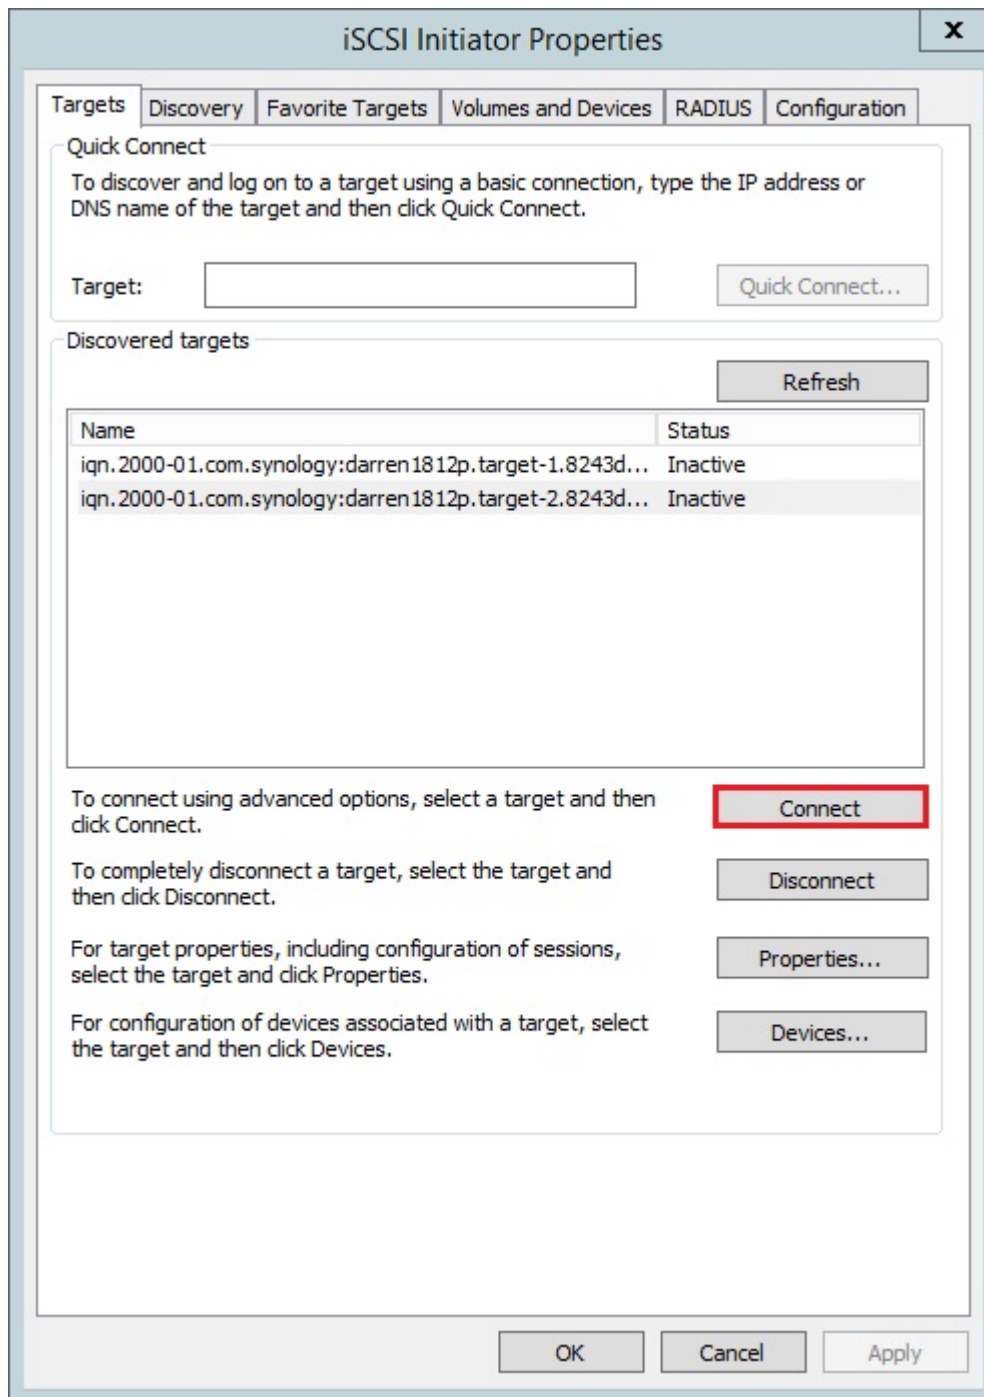 iSCSI Initiator Properties
x
Targets Discovery Favorite Targets Volumes and Devices RADIUS Configuration
Quick Connect
To discover and log on to a target using a basic connection, type the IP address or
DNS name of the target and then click Quick Connect.
Target: Quick Connect...
Discovered targets
Refresh
Name Status
iqn.2000-01.com.synology:darren1812p.target-1.8243d... Inactive
iqn.2000-01.com.synology:darren1812p.target-2.8243d... Inactive
To connect using advanced options, select a target and then
click Connect.
Connect
To completely disconnect a target, select the target and
then click Disconnect.
Disconnect
For target properties, including configuration of sessions,
select the target and click Properties.
Properties...
For configuration of devices associated with a target, select
the target and then click Devices.
Devices...
OK Cancel Apply